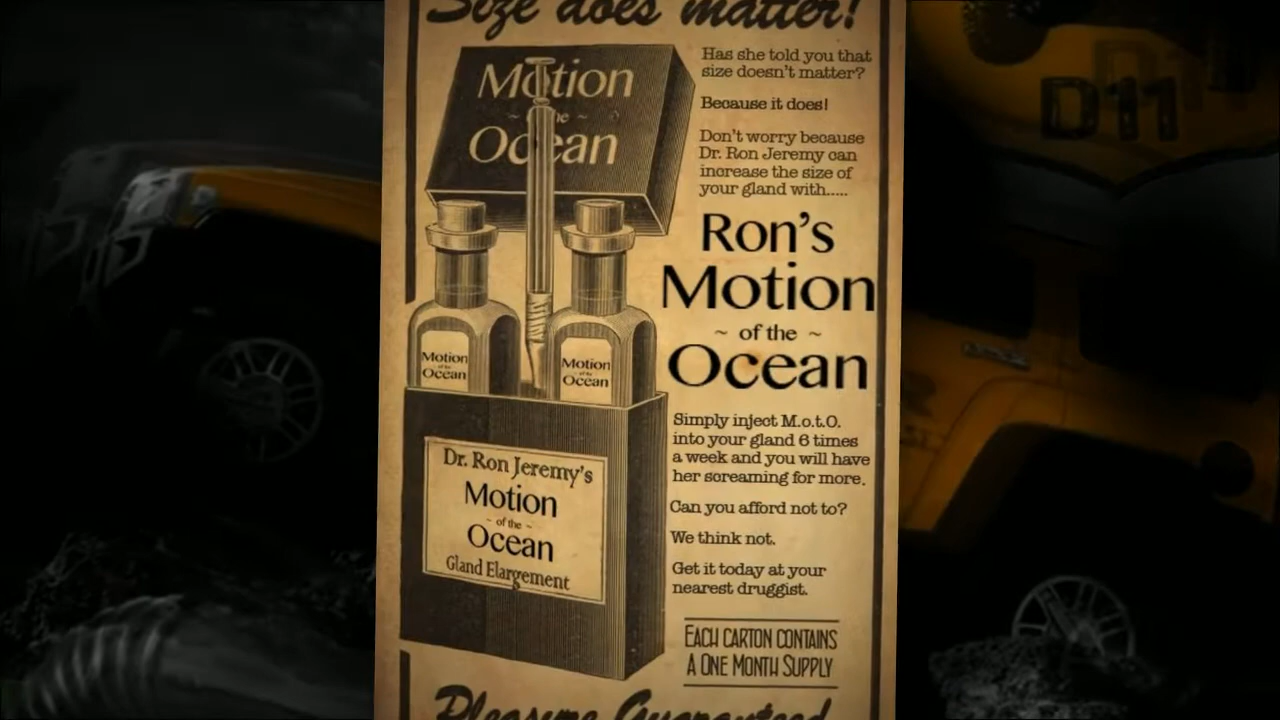 Size does matter!
Motion
~ of the ~
Ocean
Has she told you that
size doesn't matter?
Because it does!
Don't worry because
Dr. Ron Jeremy can
increase the size of
your gland with.....
Ron's
Motion
~ of the ~
Ocean
Motion
of the
Ocean
Motion
of the
Ocean
Simply inject M.o.t.O.
into your gland 6 times
a week and you will have
her screaming for more.
Can you afford not to?
We think not.
Get it today at your
nearest druggist.
Dr. Ron Jeremy's
Motion
~ of the ~
Ocean
Gland Elargement
EACH CARTON CONTAINS
A ONE MONTH SUPPLY
Pleasure Guaranteed
D11